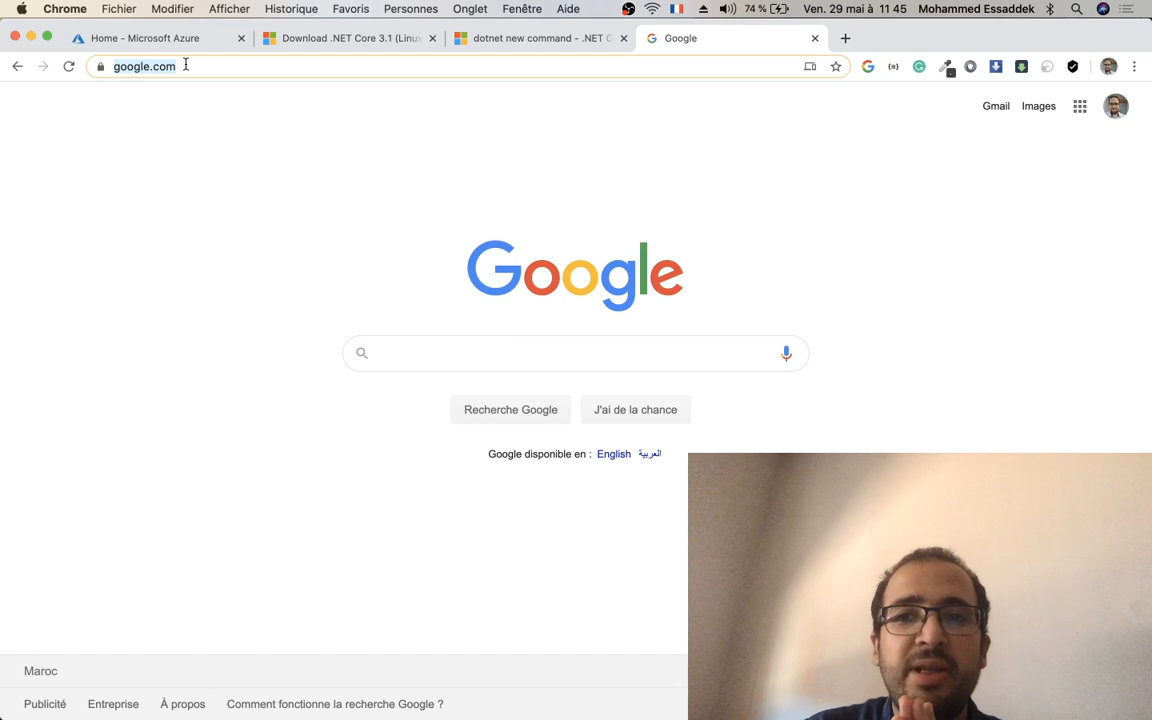 Chrome Fichier Modifier Afficher Historique Favoris Personnes Onglet Fenêtre Aide 74 % Ven. 29 mai à 11 45 Mohammed Essaddek
Home - Microsoft Azure Download .NET Core 3.1 (Linux dotnet new command - .NET C Google
google.com
Gmail Images
Google
Recherche Google J'ai de la chance
Google disponible en : English العربية
Maroc
Publicité Entreprise À propos Comment fonctionne la recherche Google ?